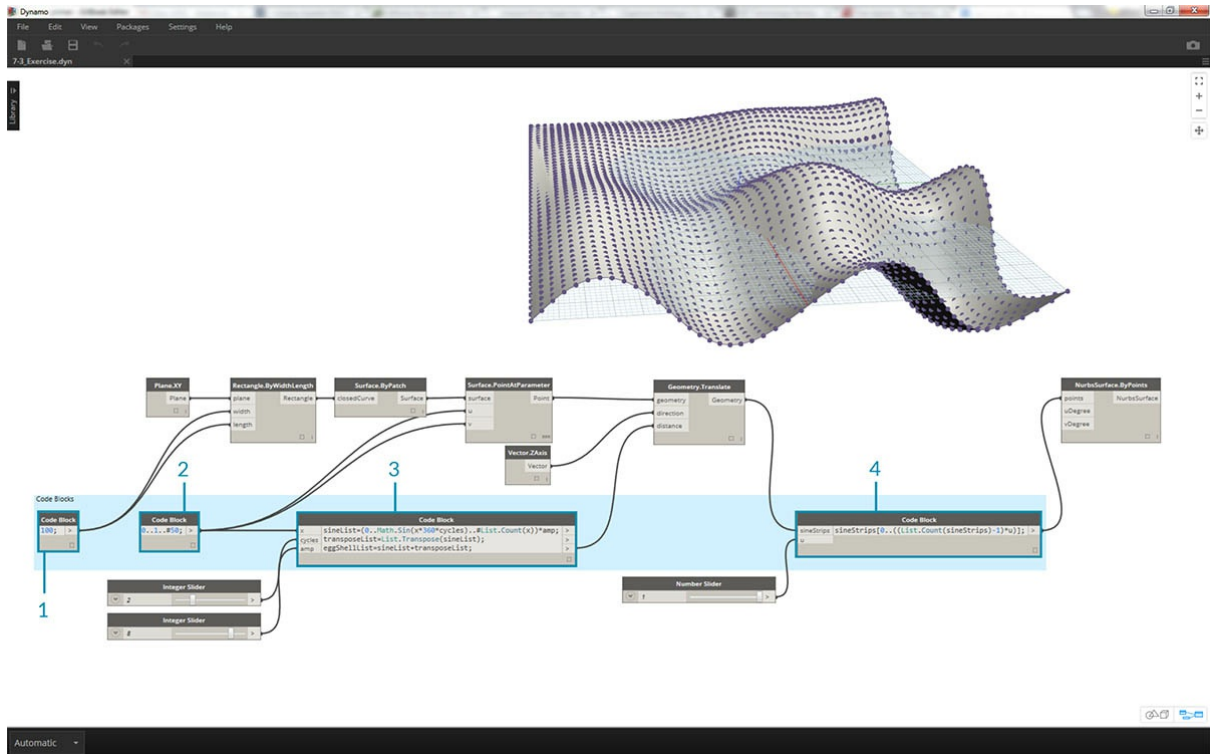 Dynamo
File Edit View Packages Settings Help
7-3_Exercise.dyn
Library
Plane.XY
Plane
Rectangle.ByWidthLength
plane Rectangle
width
length
Surface.ByPatch
closedCurve Surface
Surface.PointAtParameter
surface Point
u
v
Vector.ZAxis
Vector
Geometry.Translate
geometry Geometry
direction
distance
NurbsSurface.ByPoints
points NurbsSurface
uDegree
vDegree
Code Blocks
1
Code Block
100; >
2
Code Block
0..1..#50; >
3
Code Block
x sineList=(0..Math.Sin(x*360*cycles)..#List.Count(x))*amp; >
cycles transposeList=List.Transpose(sineList); >
amp eggShellList=sineList+transposeList; >
4
Code Block
sineStrips sineStrips[0..((List.Count(sineStrips)-1)*u)]; >
u
Integer Slider
2 >
Integer Slider
8 >
Number Slider
1 >
Automatic